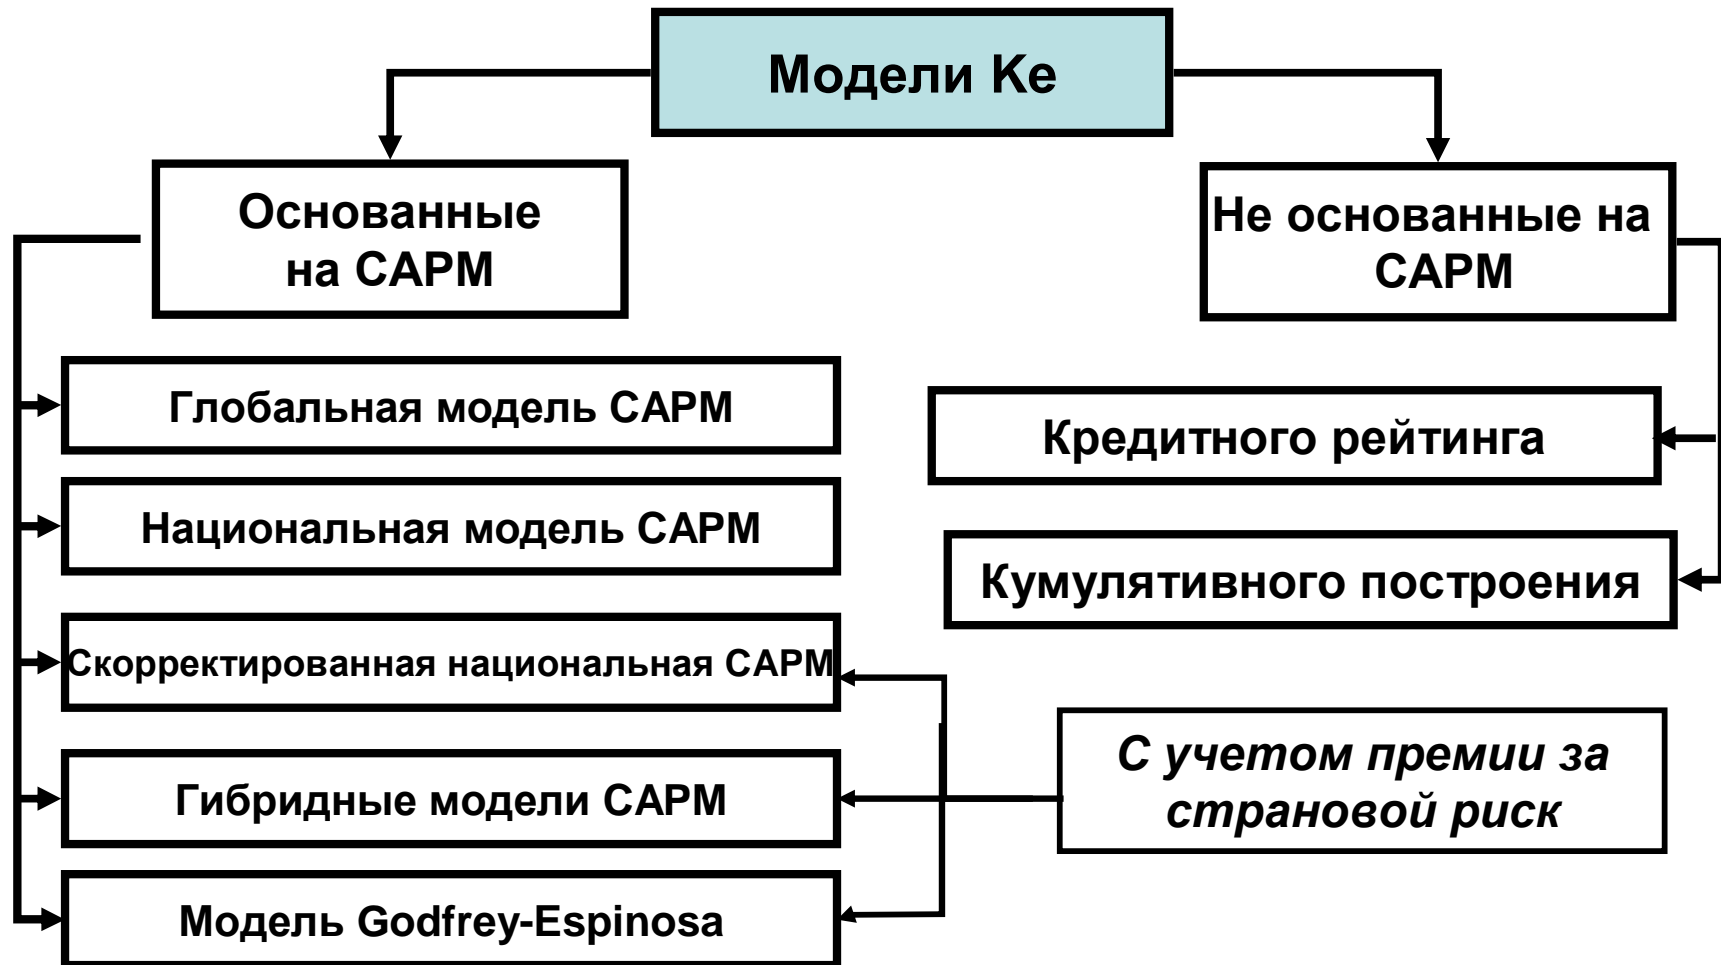 Модели Ke
Основанные
на CAPM
Не основанные на
CAPM
Глобальная модель CAPM
Национальная модель CAPM
Скорректированная национальная CAPM
Гибридные модели CAPM
Модель Godfrey-Espinosa
Кредитного рейтинга
Кумулятивного построения
С учетом премии за
страновой риск